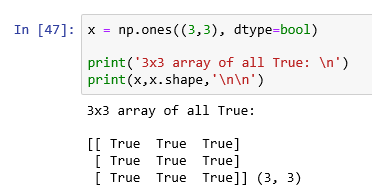 In [47]: x = np.ones((3,3), dtype=bool)
print('3x3 array of all True: \n')
print(x,x.shape,'\n\n')
3x3 array of all True:
[[ True  True  True]
 [ True  True  True]
 [ True  True  True]] (3, 3)